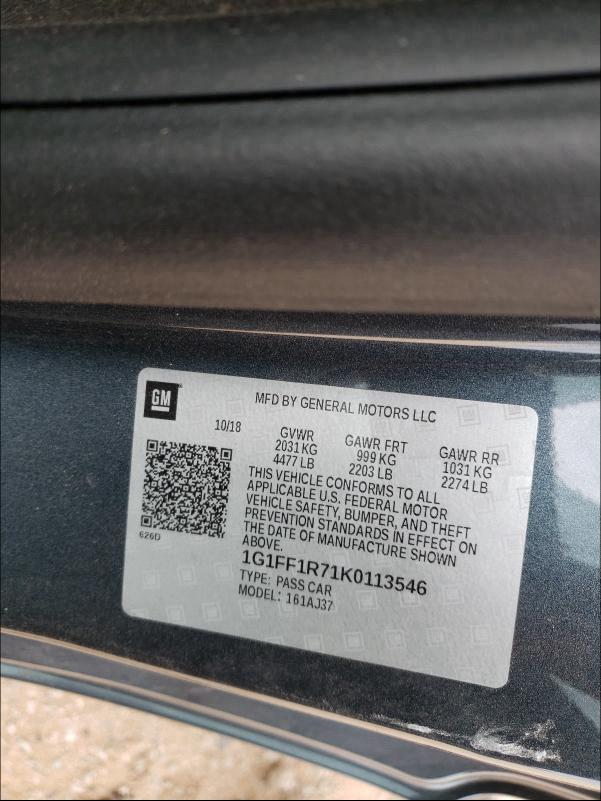 GM
MFD BY GENERAL MOTORS LLC
10/18 GVWR GAWR FRT GAWR RR
2031 KG 999 KG 1031 KG
4477 LB 2203 LB 2274 LB
THIS VEHICLE CONFORMS TO ALL
APPLICABLE U.S. FEDERAL MOTOR
VEHICLE SAFETY, BUMPER, AND THEFT
PREVENTION STANDARDS IN EFFECT ON
THE DATE OF MANUFACTURE SHOWN
ABOVE.
626D
1G1FF1R71K0113546
TYPE: PASS CAR
MODEL: 161AJ37